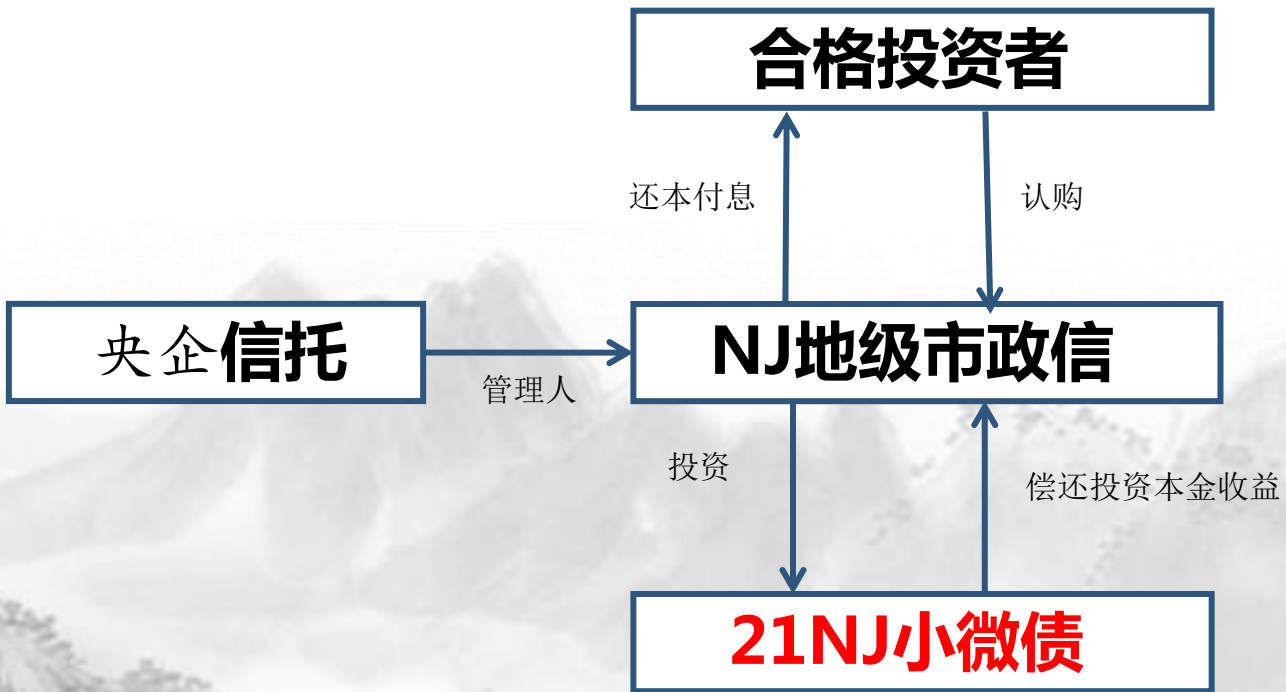 合格投资者
还本付息
认购
央企信托
管理人
NJ地级市政信
投资
偿还投资本金收益
21NJ小微债